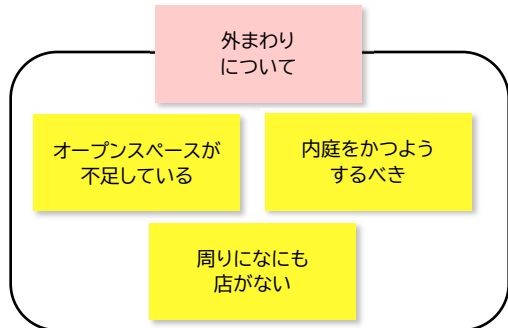 外まわり
について
オープンスペースが
不足している
内庭をかつよう
するべき
周りになにも
店がない